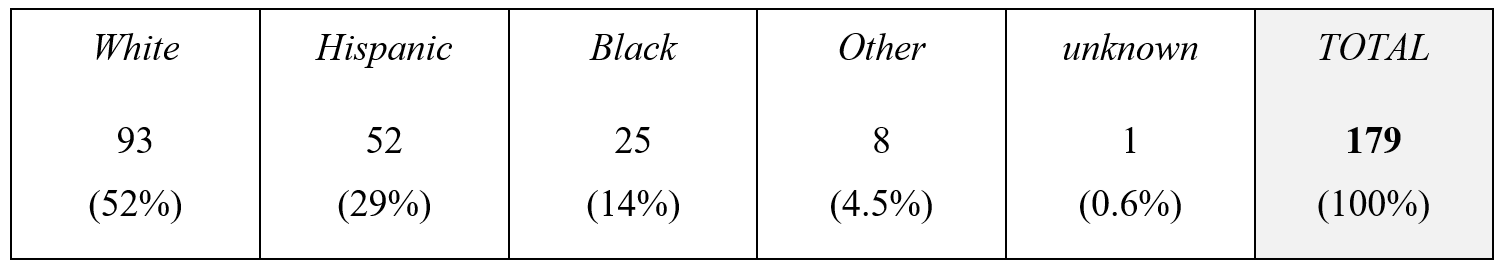 White Hispanic Black Other unknown TOTAL
93 52 25 8 1 179
(52%) (29%) (14%) (4.5%) (0.6%) (100%)